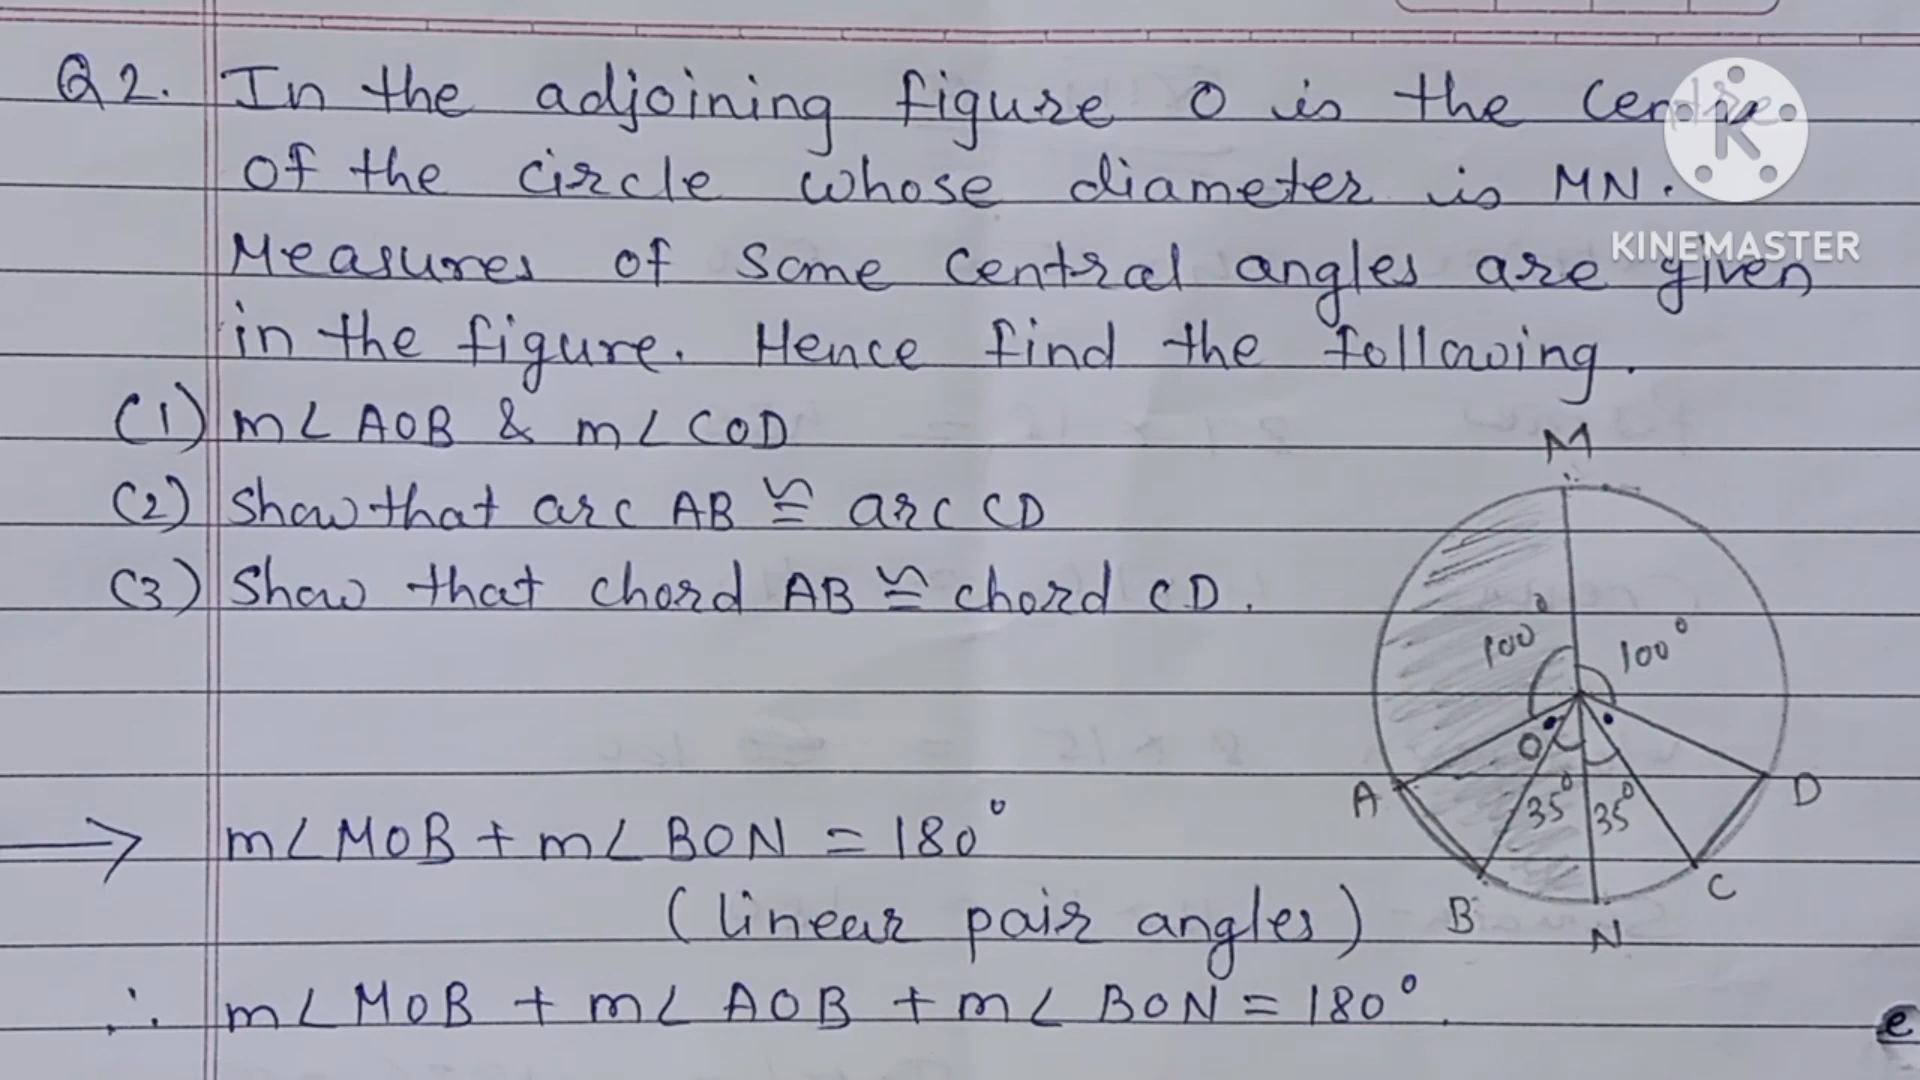 Q2. In the adjoining figure O is the centre
of the circle whose diameter is MN.
Measures of some central angles are given
in the figure. Hence find the following.
(1) m∠AOB & m∠COD
(2) Show that arc AB ≅ arc CD
(3) Show that chord AB ≅ chord CD.
K
KINEMASTER
M
100° 100°
O
A 35° 35° D
B N C
→ m∠MOB + m∠BON = 180°
(linear pair angles)
∴ m∠MOB + m∠AOB + m∠BON = 180°.
e